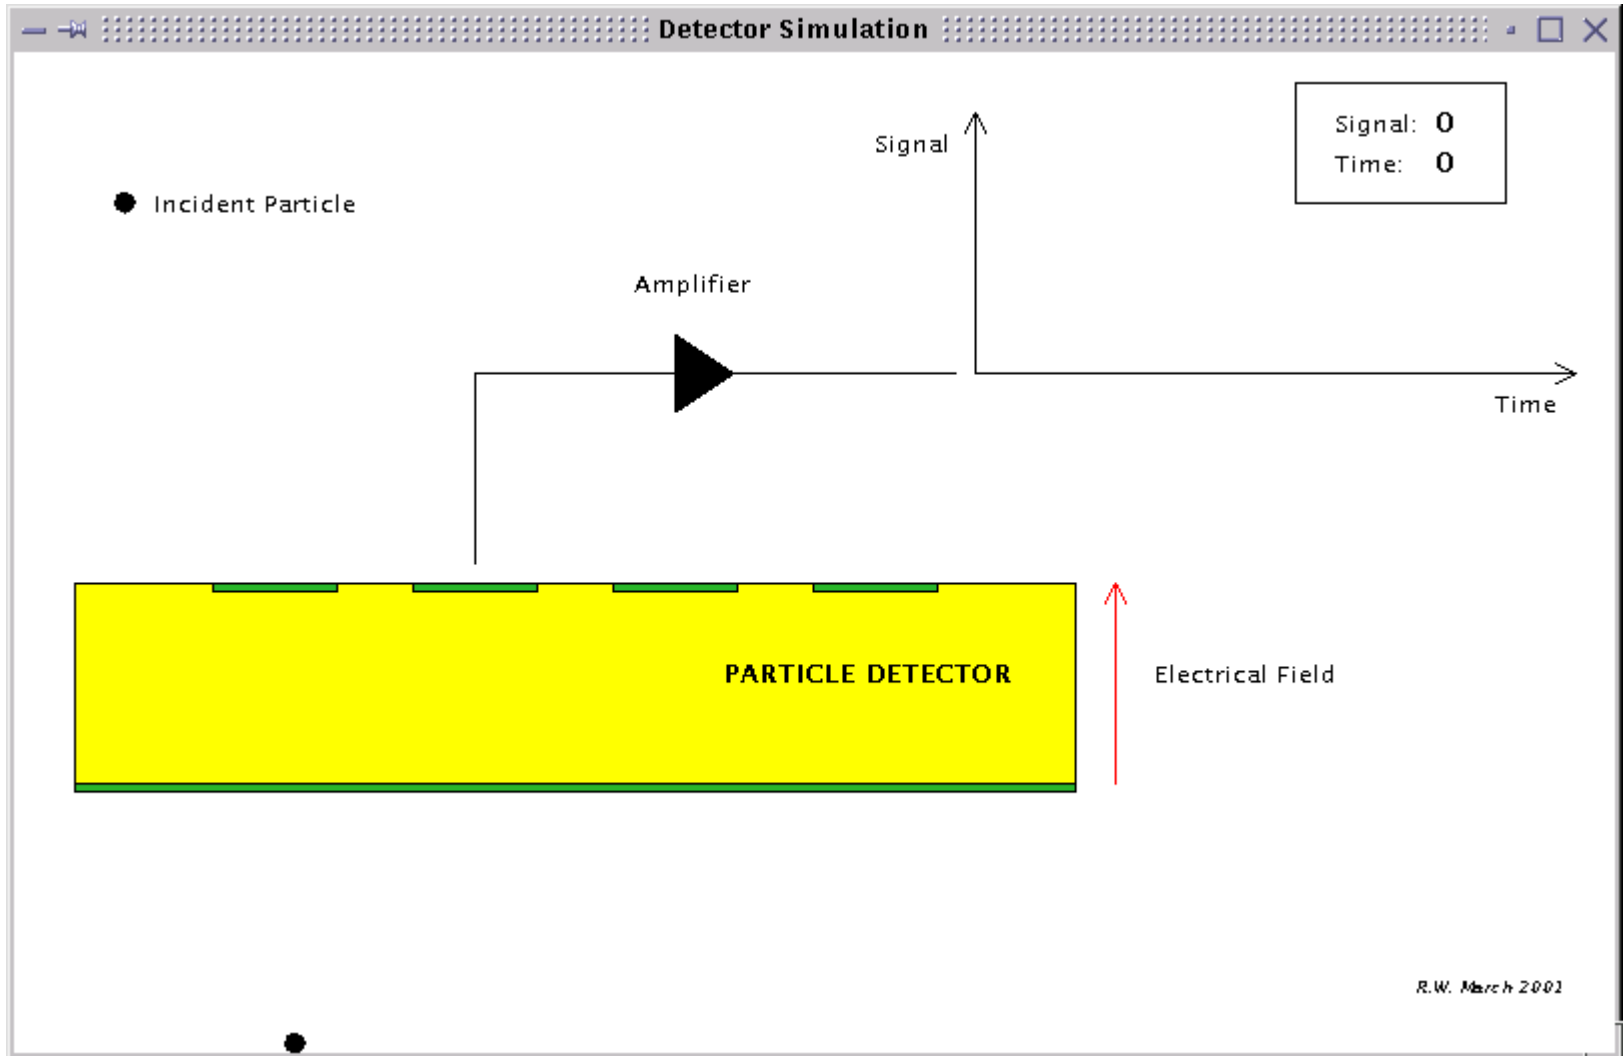 Detector Simulation
Signal
Signal: 0
Time: 0
Incident Particle
Amplifier
Time
PARTICLE DETECTOR
Electrical Field
R.W. March 2001